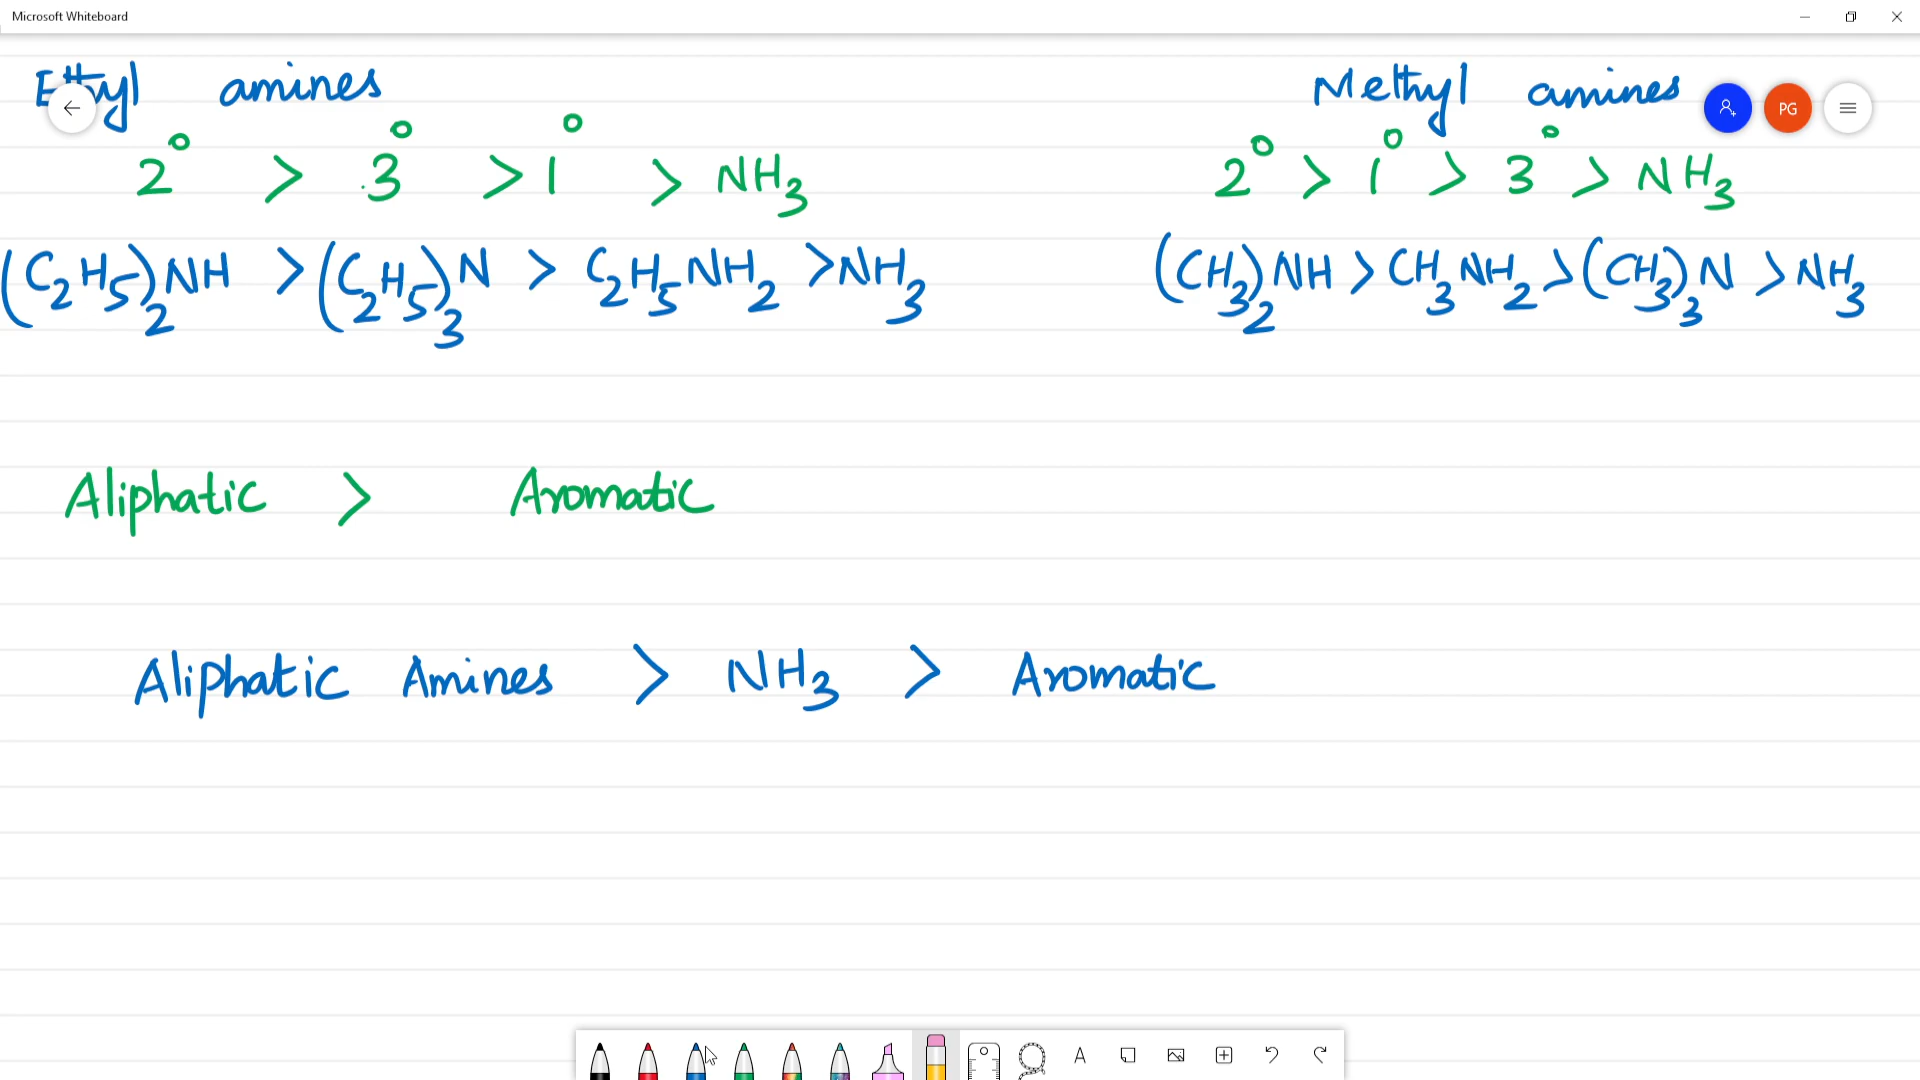 Microsoft Whiteboard
Ethyl amines
2° > 3° > 1° > NH3
(C2H5)2NH > (C2H5)3N > C2H5NH2 > NH3
Methyl amines
PG
2° > 1° > 3° > NH3
(CH3)2NH > CH3NH2 > (CH3)3N > NH3
Aliphatic > Aromatic
Aliphatic Amines > NH3 > Aromatic
A